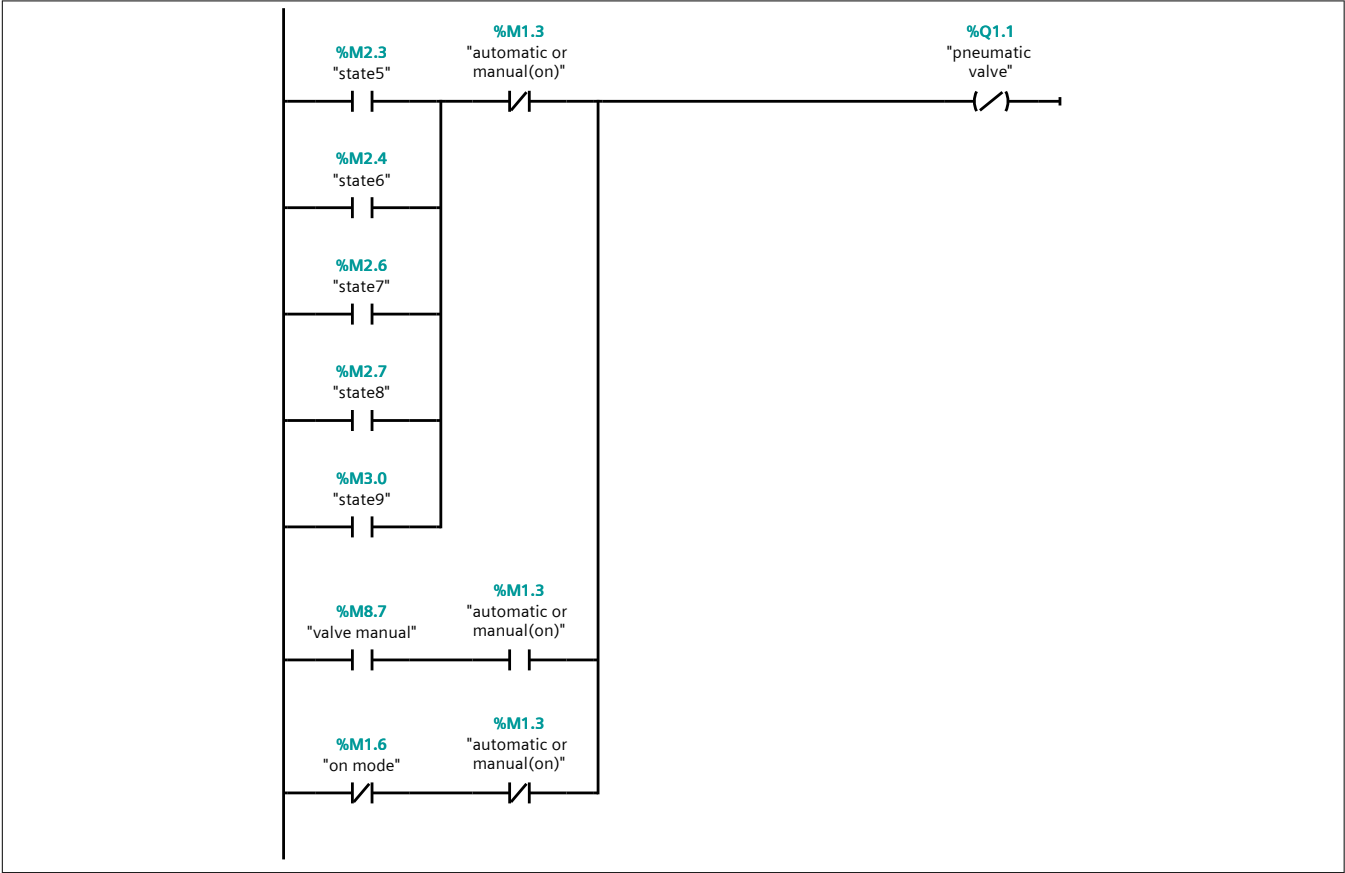 %M2.3
"state5"
%M1.3
"automatic or
manual(on)"
%Q1.1
"pneumatic
valve"
%M2.4
"state6"
%M2.6
"state7"
%M2.7
"state8"
%M3.0
"state9"
%M8.7
"valve manual"
%M1.3
"automatic or
manual(on)"
%M1.6
"on mode"
%M1.3
"automatic or
manual(on)"